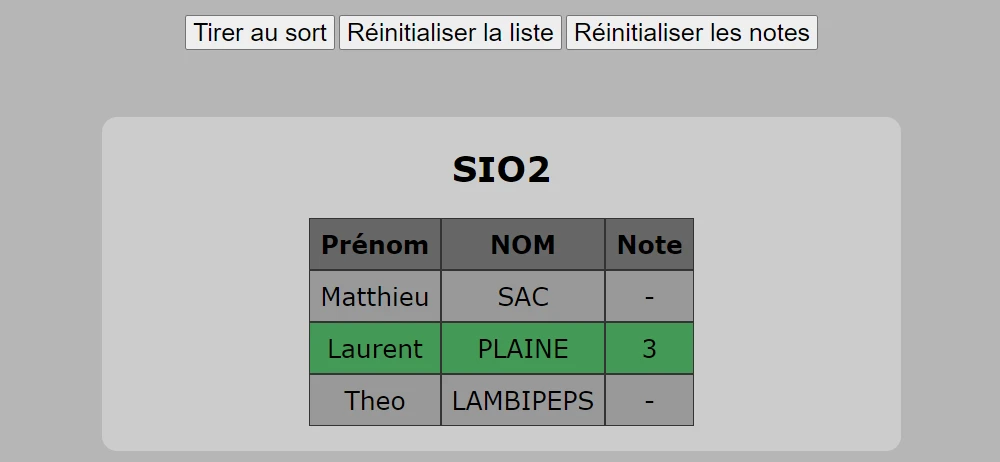 Tirer au sort Réinitialiser la liste Réinitialiser les notes
SIO2
Prénom NOM Note
Matthieu SAC -
Laurent PLAINE 3
Theo LAMBIPEPS -